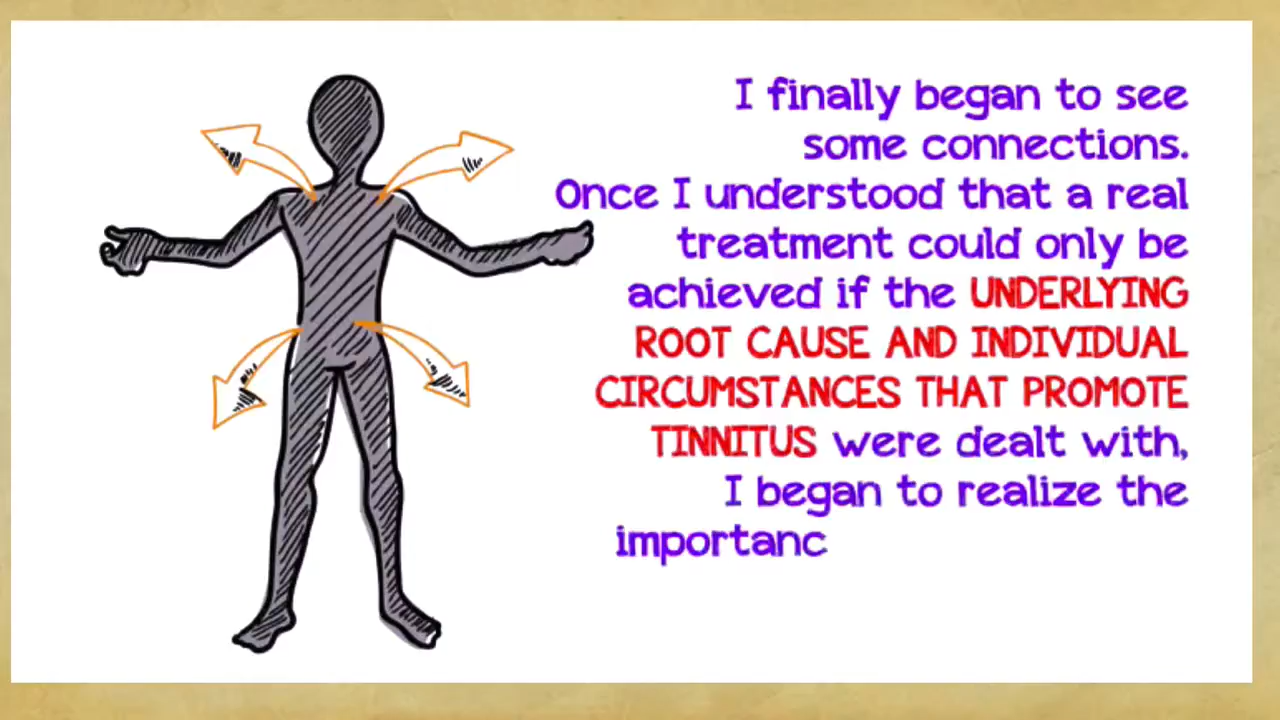 I finally began to see
some connections.
Once I understood that a real
treatment could only be
achieved if the UNDERLYING
ROOT CAUSE AND INDIVIDUAL
CIRCUMSTANCES THAT PROMOTE
TINNITUS were dealt with,
I began to realize the
importanc